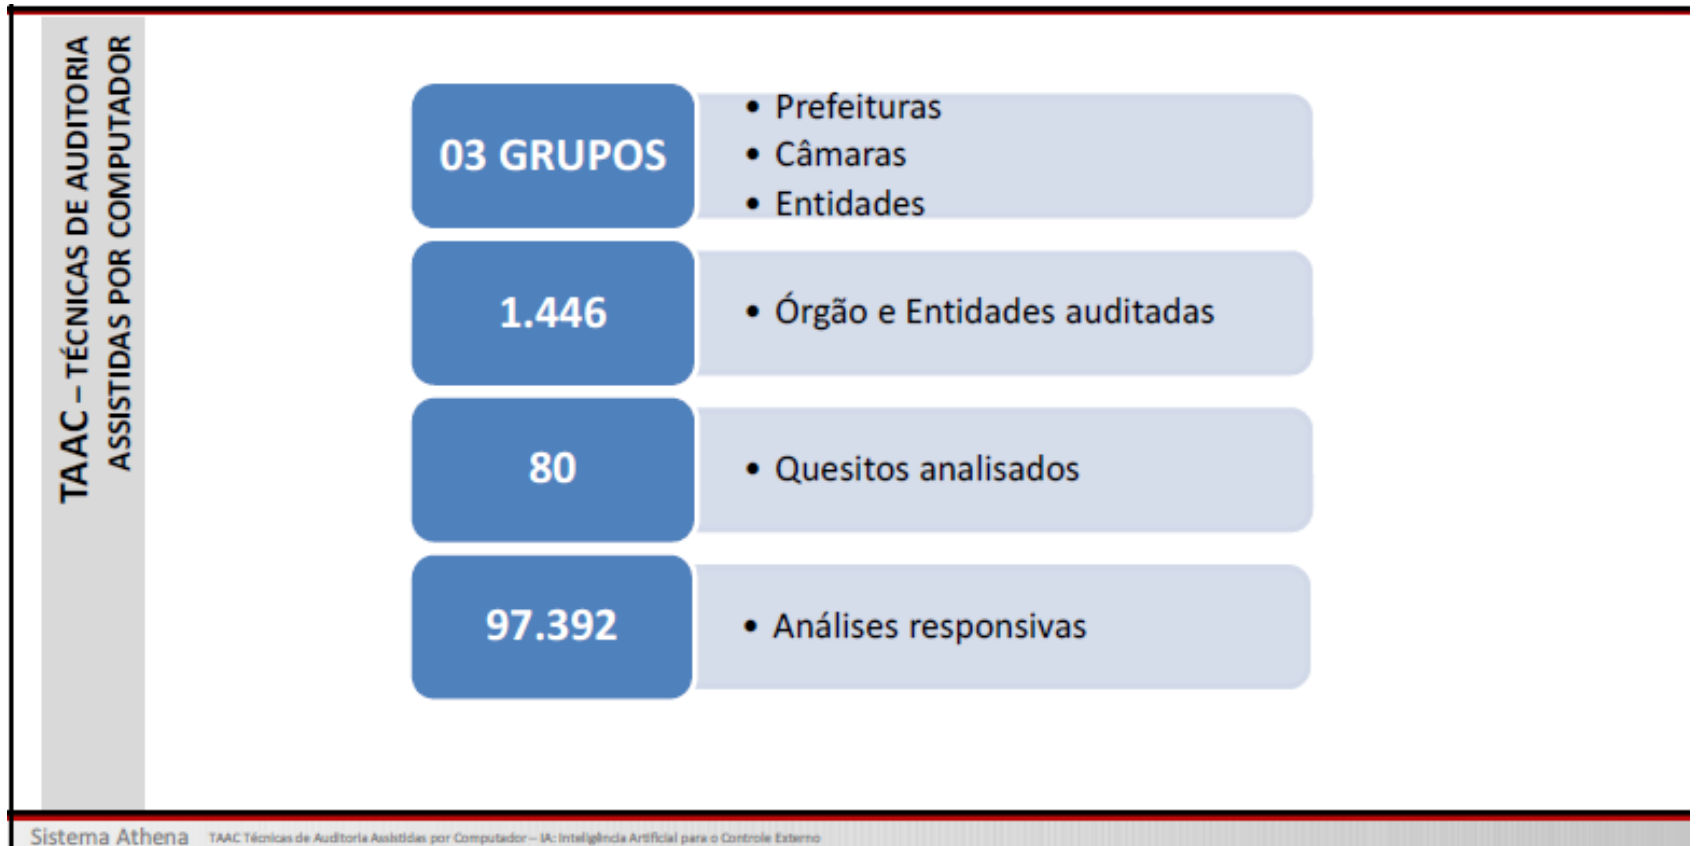 TAAC – TÉCNICAS DE AUDITORIA
ASSISTIDAS POR COMPUTADOR
03 GRUPOS
• Prefeituras
• Câmaras
• Entidades
1.446
• Órgão e Entidades auditadas
80
• Quesitos analisados
97.392
• Análises responsivas
Sistema Athena TAAC Técnicas de Auditoria Assistidas por Computador – IA: Inteligência Artificial para o Controle Externo